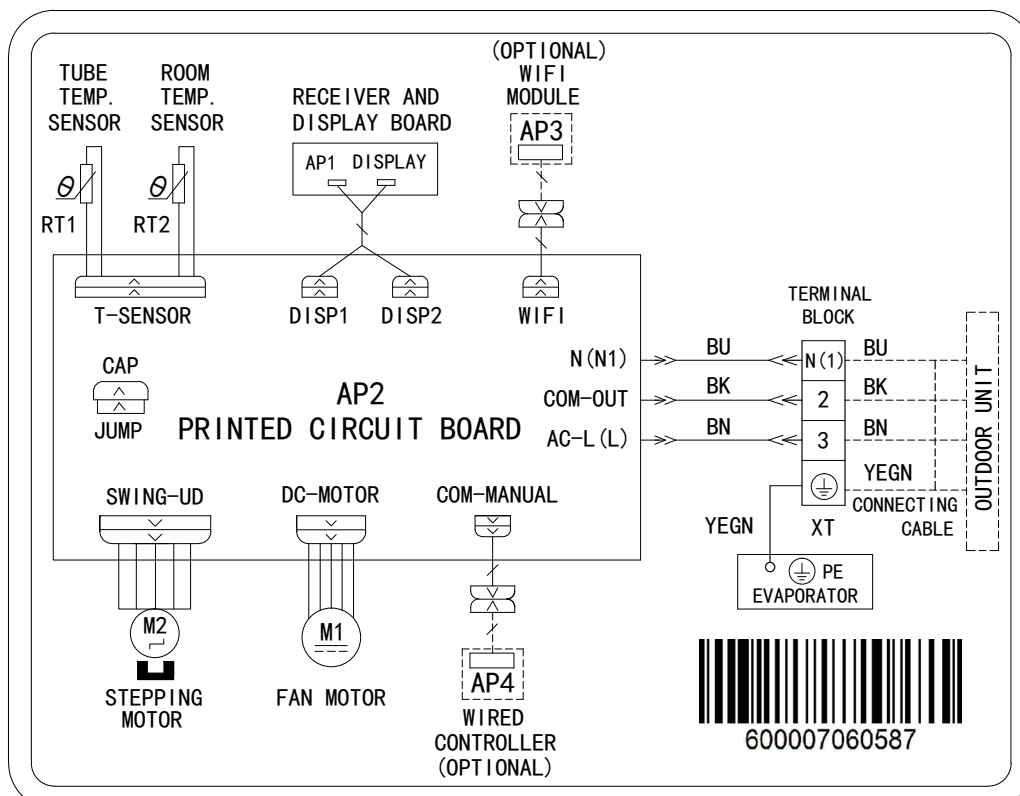 TUBE
TEMP.
SENSOR
ROOM
TEMP.
SENSOR
RECEIVER AND
DISPLAY BOARD
(OPTIONAL)
WIFI
MODULE
AP1 DISPLAY
AP3
θ
RT1
θ
RT2
T-SENSOR
DISP1
DISP2
WIFI
TERMINAL
BLOCK
CAP
JUMP
AP2
PRINTED CIRCUIT BOARD
N(N1)
BU
N(1)
BU
COM-OUT
BK
2
BK
AC-L(L)
BN
3
BN
YEGN
OUTDOOR UNIT
CONNECTING
CABLE
XT
YEGN
PE
EVAPORATOR
SWING-UD
DC-MOTOR
COM-MANUAL
M2
M1
AP4
STEPPING
MOTOR
FAN MOTOR
WIRED
CONTROLLER
(OPTIONAL)
600007060587